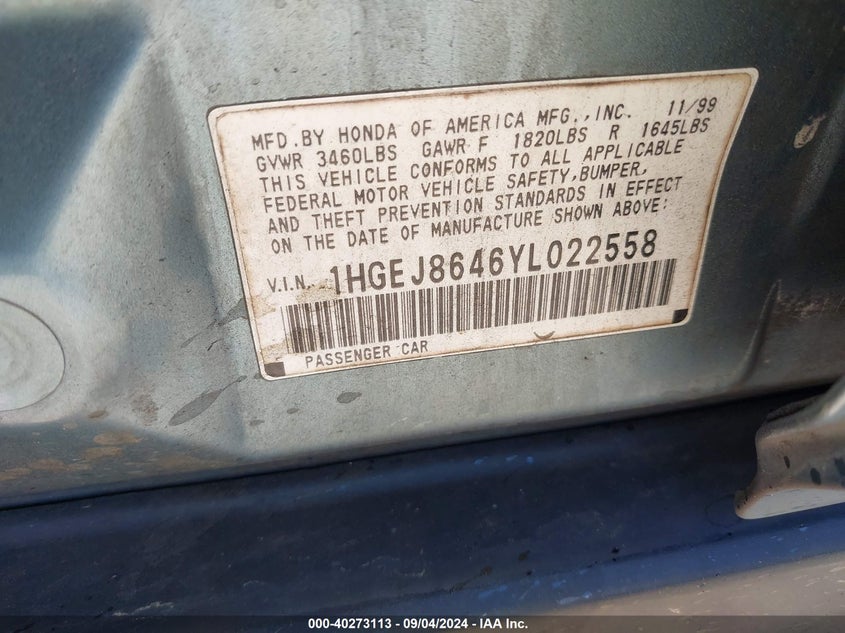 MFD.BY HONDA OF AMERICA MFG.,INC. 11/99
GVWR 3460LBS GAWR F 1820LBS R 1645LBS
THIS VEHICLE CONFORMS TO ALL APPLICABLE
FEDERAL MOTOR VEHICLE SAFETY,BUMPER,
AND THEFT PREVENTION STANDARDS IN EFFECT
ON THE DATE OF MANUFACTURE SHOWN ABOVE:
V.I.N. 1HGEJ8646YL022558
PASSENGER CAR
000-40273113 - 09/04/2024 - IAA Inc.